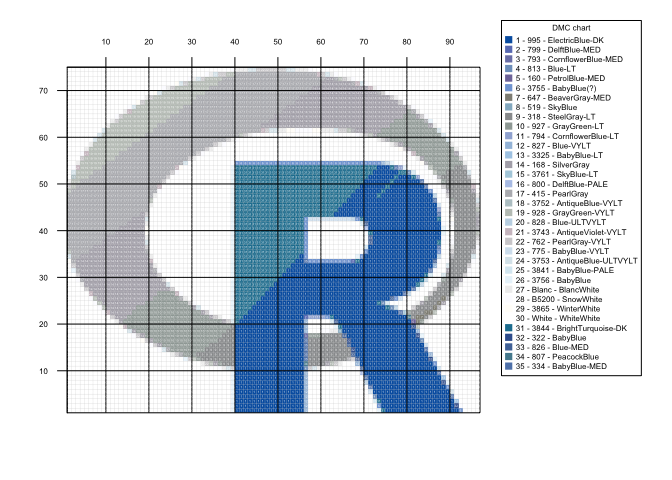 DMC chart
10 20 30 40 50 60 70 80 90
70
60
50
40
30
20
10
R
1 - 995 - ElectricBlue-DK
2 - 799 - DelftBlue-MED
3 - 793 - CornflowerBlue-MED
4 - 813 - Blue-LT
5 - 160 - PetrolBlue-MED
6 - 3755 - BabyBlue(?)
7 - 647 - BeaverGray-MED
8 - 519 - SkyBlue
9 - 318 - SteelGray-LT
10 - 927 - GrayGreen-LT
11 - 794 - CornflowerBlue-LT
12 - 827 - Blue-VYLT
13 - 3325 - BabyBlue-LT
14 - 168 - SilverGray
15 - 3761 - SkyBlue-LT
16 - 800 - DelftBlue-PALE
17 - 415 - PearlGray
18 - 3752 - AntiqueBlue-VYLT
19 - 928 - GrayGreen-VYLT
20 - 828 - Blue-ULTVYLT
21 - 3743 - AntiqueViolet-VYLT
22 - 762 - PearlGray-VYLT
23 - 775 - BabyBlue-VYLT
24 - 3753 - AntiqueBlue-ULTVYLT
25 - 3841 - BabyBlue-PALE
26 - 3756 - BabyBlue
27 - Blanc - BlancWhite
28 - B5200 - SnowWhite
29 - 3865 - WinterWhite
30 - White - WhiteWhite
31 - 3844 - BrightTurquoise-DK
32 - 322 - BabyBlue
33 - 826 - Blue-MED
34 - 807 - PeacockBlue
35 - 334 - BabyBlue-MED